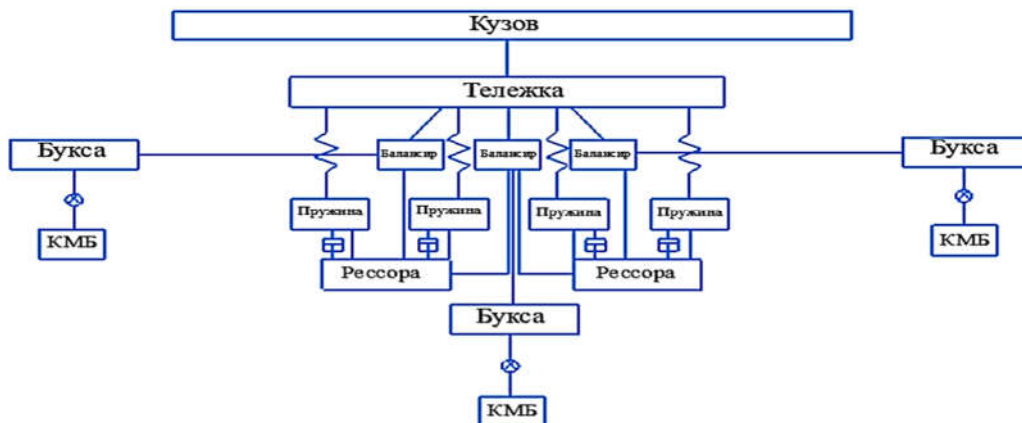 Кузов
Тележка
Букса
Балансир
Балансир
Балансир
Букса
Пружина
Пружина
Пружина
Пружина
КМБ
КМБ
Рессора
Рессора
Букса
КМБ